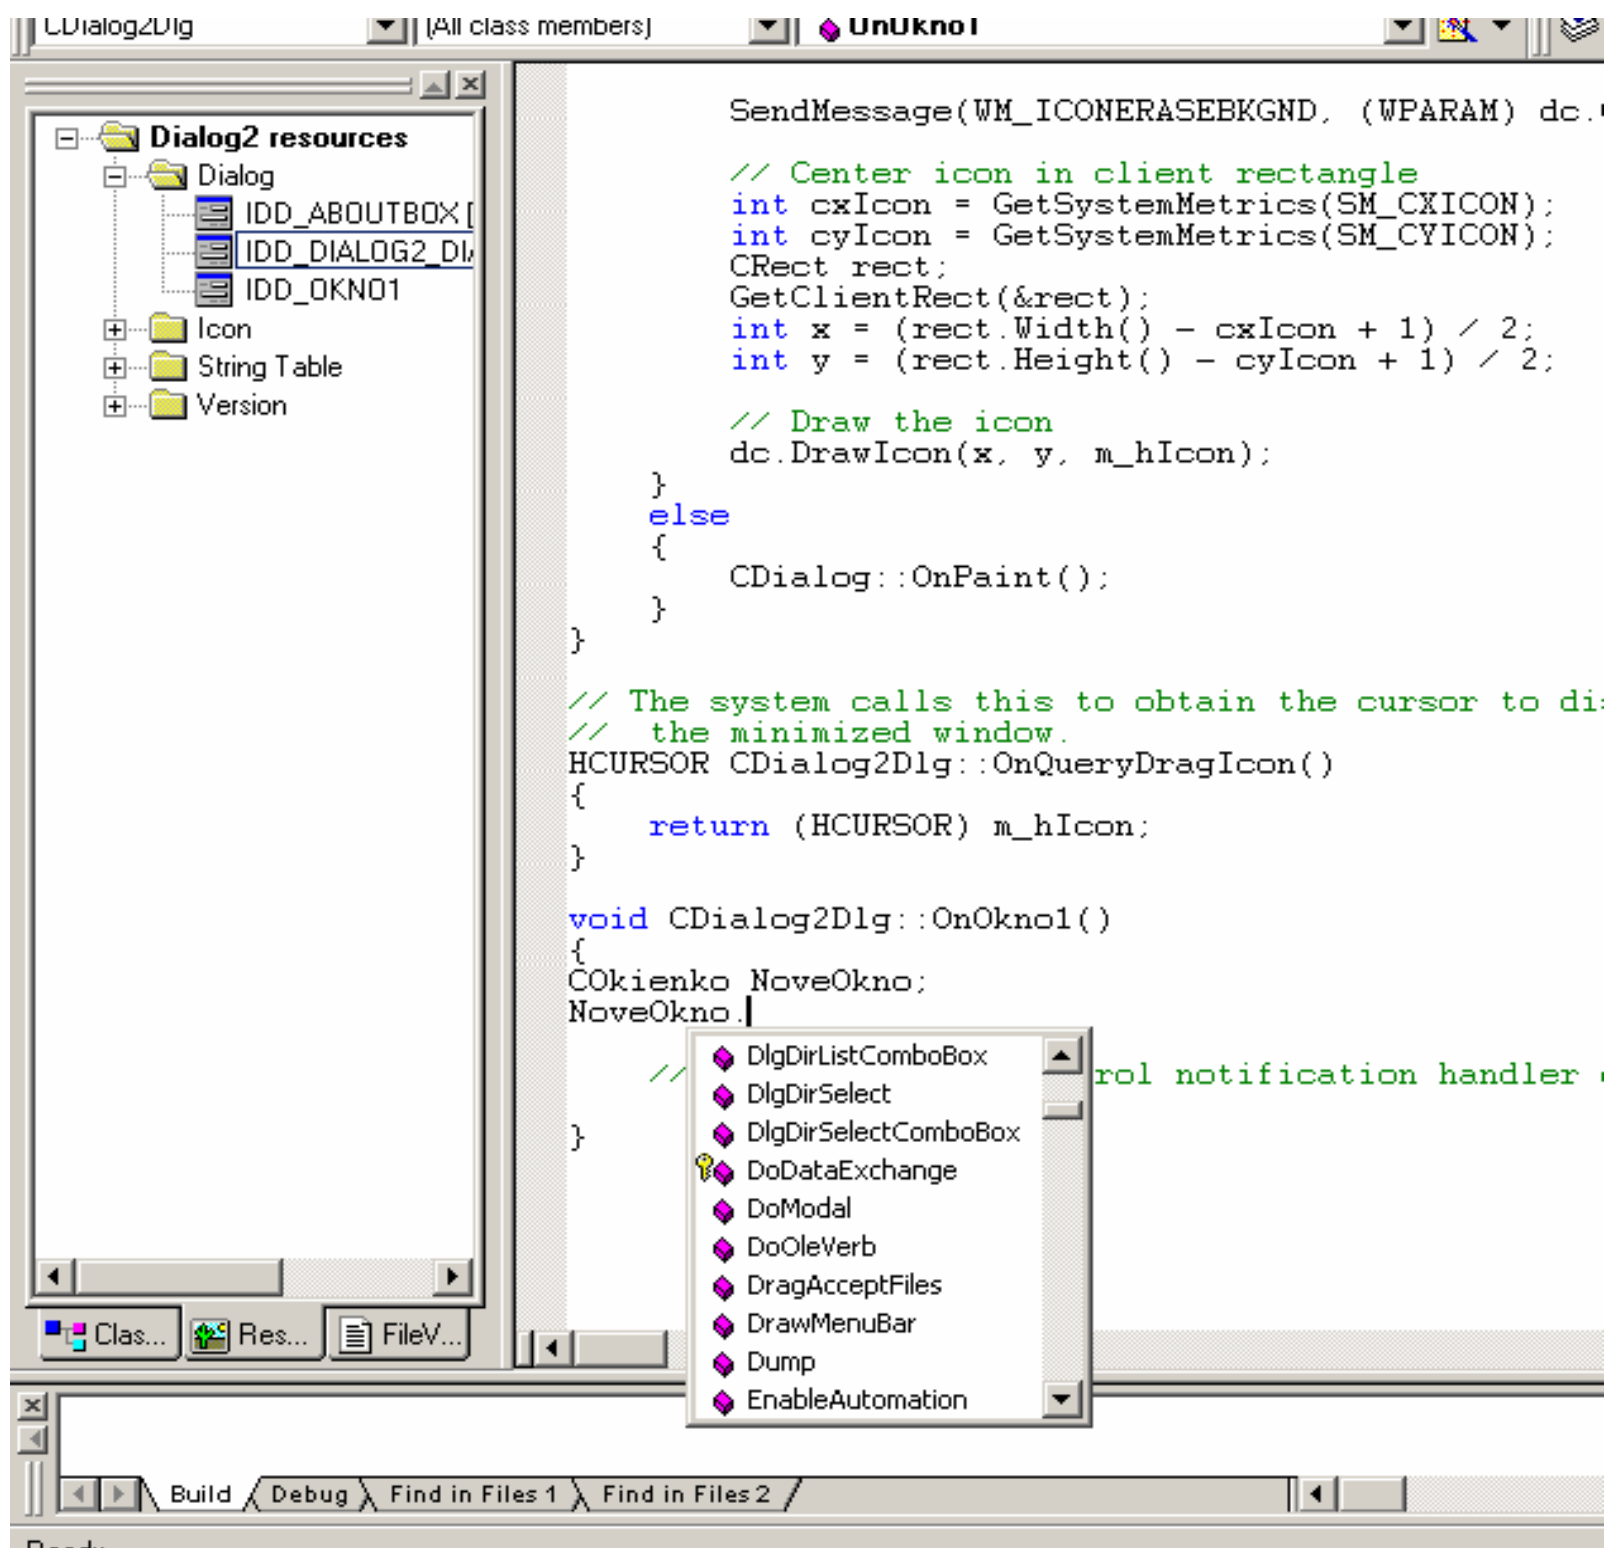 CDialog2Dlg
(All class members)
OnOkno1
Dialog2 resources
Dialog
IDD_ABOUTBOX [
IDD_DIALOG2_DIA
IDD_OKNO1
Icon
String Table
Version
SendMessage(WM_ICONERASEBKGND, (WPARAM) dc.
// Center icon in client rectangle
int cxIcon = GetSystemMetrics(SM_CXICON);
int cyIcon = GetSystemMetrics(SM_CYICON);
CRect rect;
GetClientRect(&rect);
int x = (rect.Width() - cxIcon + 1) / 2;
int y = (rect.Height() - cyIcon + 1) / 2;
// Draw the icon
dc.DrawIcon(x, y, m_hIcon);
}
else
{
CDialog::OnPaint();
}
}
// The system calls this to obtain the cursor to di
// the minimized window.
HCURSOR CDialog2Dlg::OnQueryDragIcon()
{
return (HCURSOR) m_hIcon;
}
void CDialog2Dlg::OnOkno1()
{
COkienko NoveOkno;
NoveOkno.
// rol notification handler
}
DlgDirListComboBox
DlgDirSelect
DlgDirSelectComboBox
DoDataExchange
DoModal
DoOleVerb
DragAcceptFiles
DrawMenuBar
Dump
EnableAutomation
Clas...
Res...
FileV...
Build
Debug
Find in Files 1
Find in Files 2
Ready